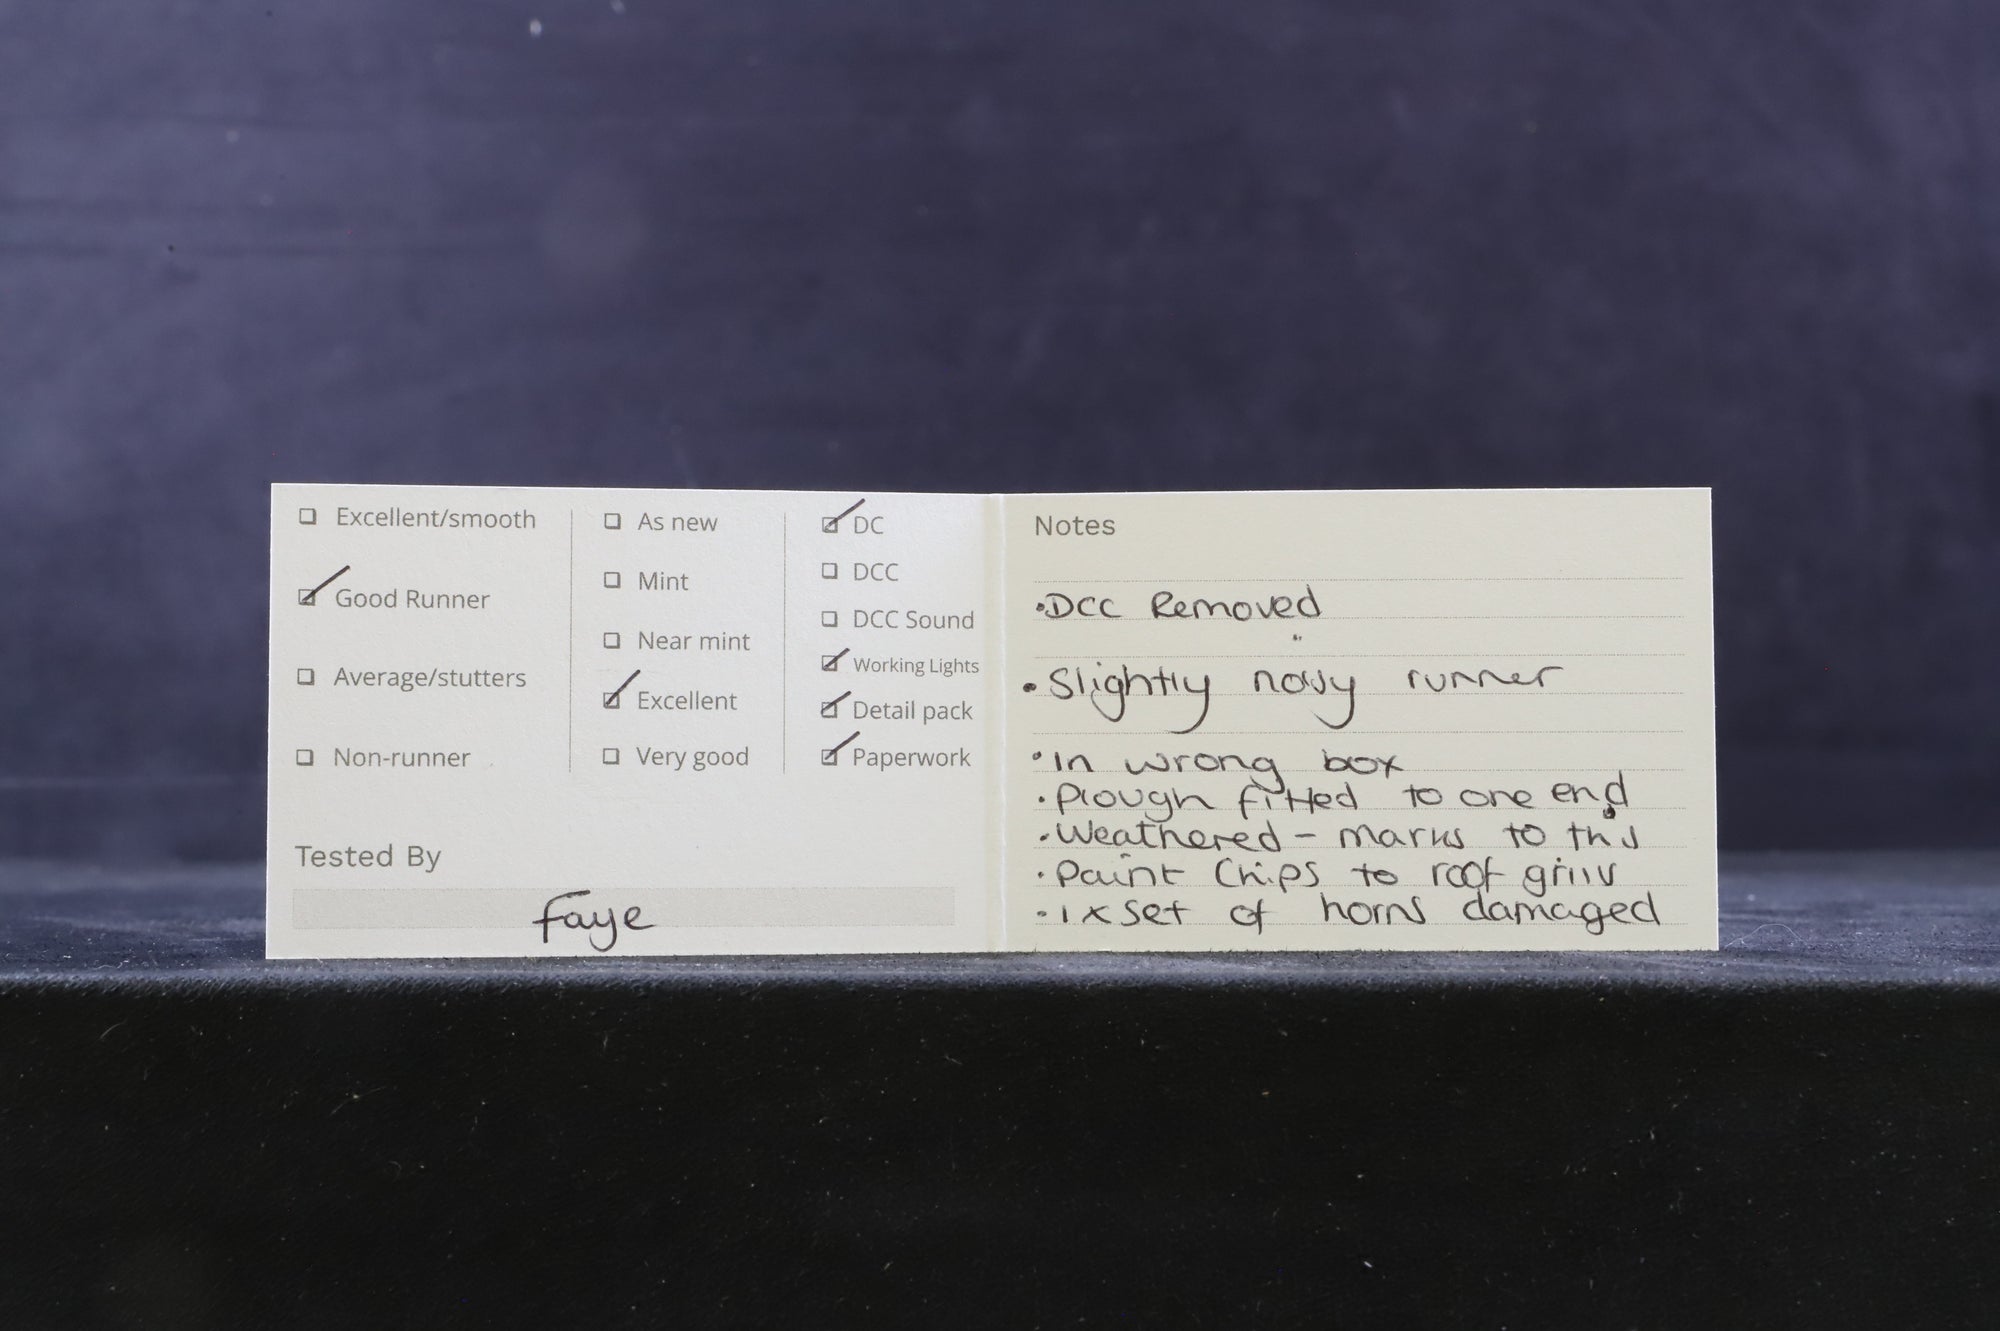 Excellent/smooth
Good Runner
Average/stutters
Non-runner
As new
Mint
Near mint
Excellent
Very good
DC
DCC
DCC Sound
Working Lights
Detail pack
Paperwork
Tested By
Faye
Notes
•DCC Removed
•Slightly noisy runner
•In wrong box
•Plough fitted to one end
•Weathered - marks to this
•Paint Chips to roof grills
•1x set of horns damaged